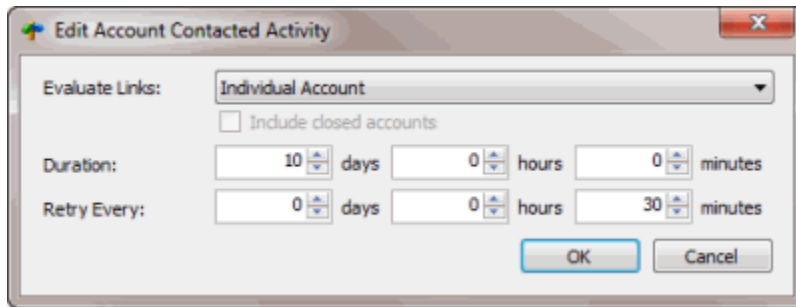 Edit Account Contacted Activity
Evaluate Links: Individual Account
Include closed accounts
Duration: 10 days 0 hours 0 minutes
Retry Every: 0 days 0 hours 30 minutes
OK Cancel